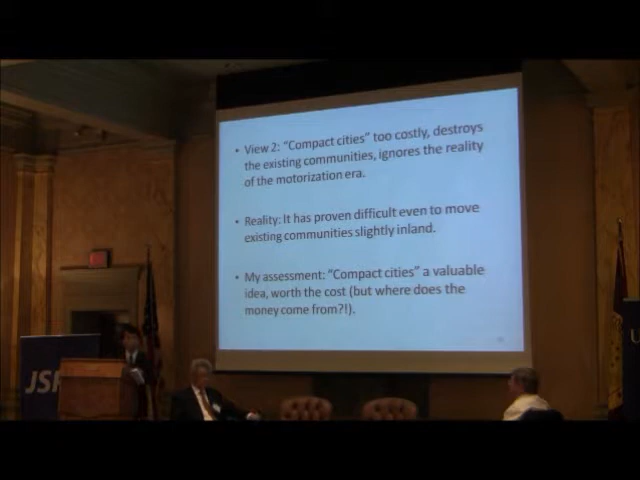 • View 2: “Compact cities” too costly, destroys
the existing communities, ignores the reality
of the motorization era.
• Reality: It has proven difficult even to move
existing communities slightly inland.
• My assessment: “Compact cities” a valuable
idea, worth the cost (but where does the
money come from?!).